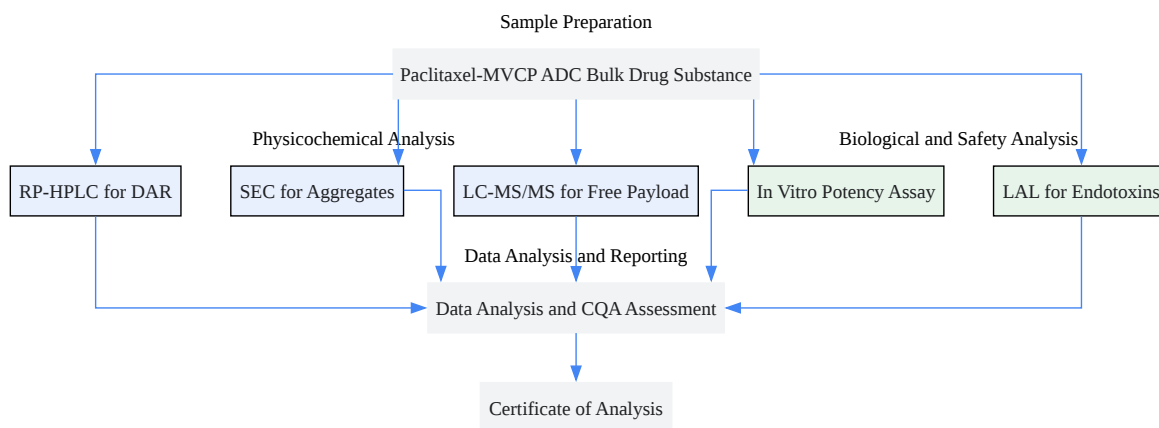 Sample Preparation
Paclitaxel-MVCP ADC Bulk Drug Substance
Physicochemical Analysis
Biological and Safety Analysis
RP-HPLC for DAR
SEC for Aggregates
LC-MS/MS for Free Payload
In Vitro Potency Assay
LAL for Endotoxins
Data Analysis and Reporting
Data Analysis and CQA Assessment
Certificate of Analysis